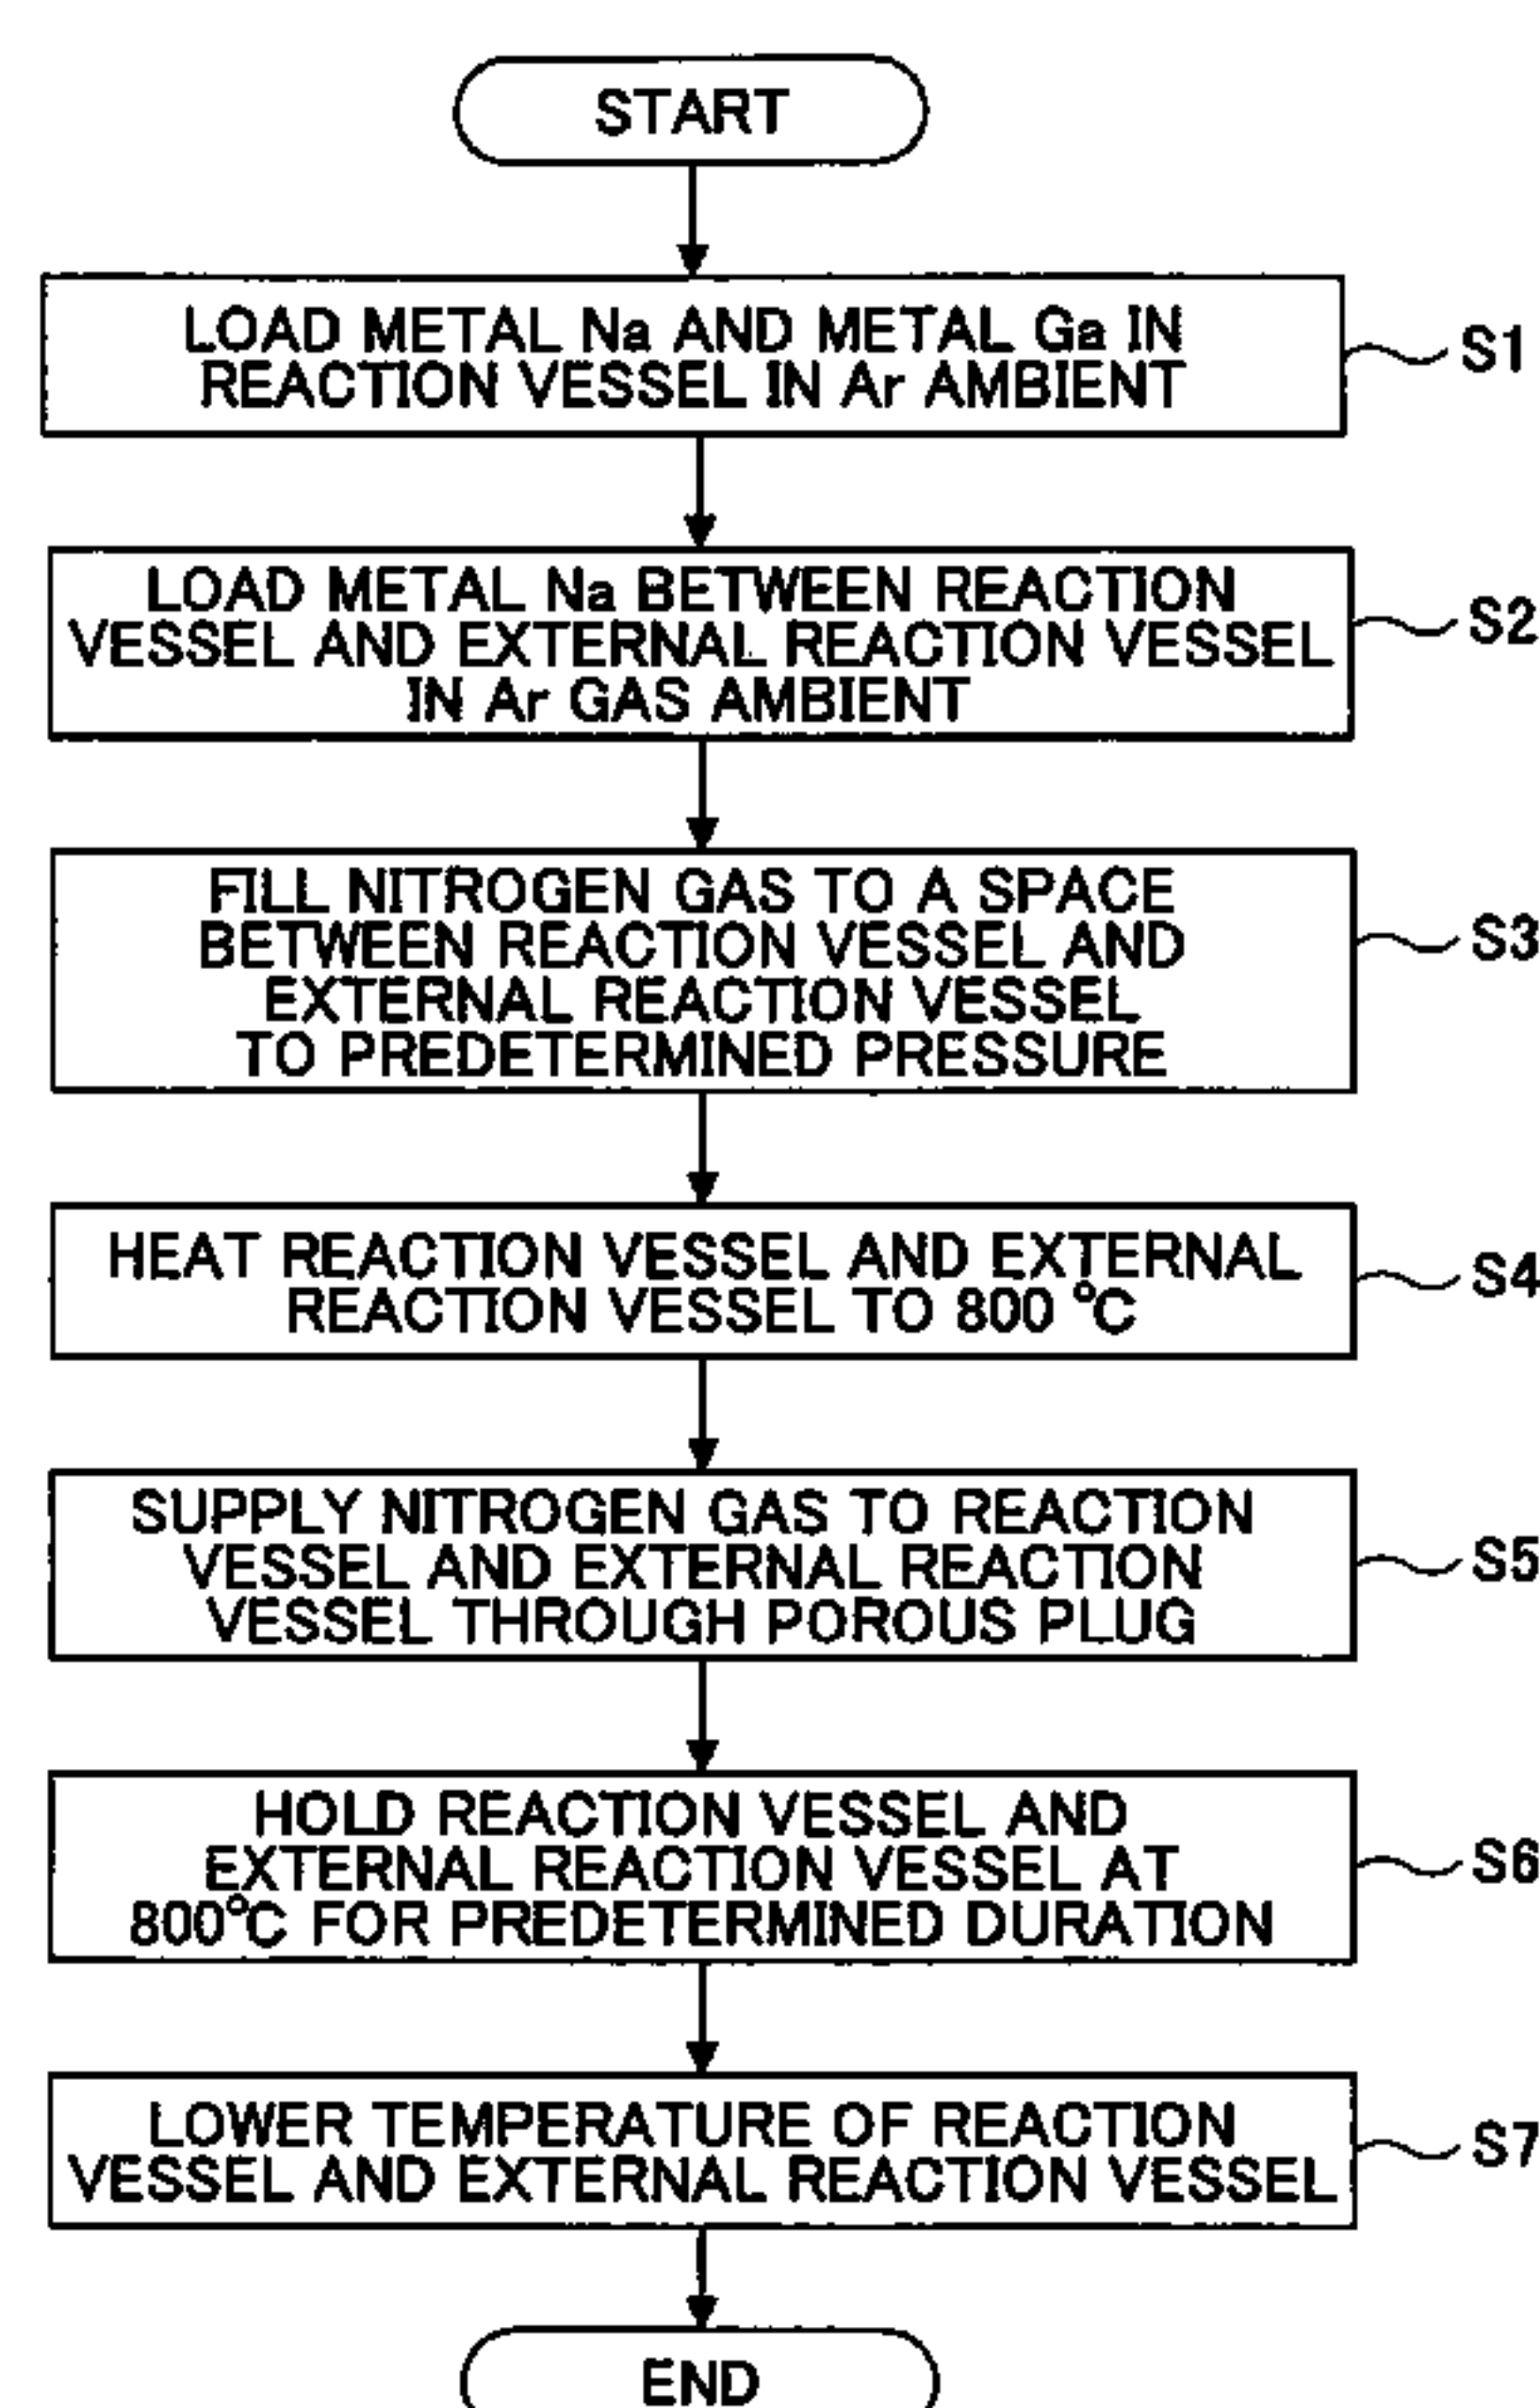 START
LOAD METAL Na AND METAL Ga IN
REACTION VESSEL IN Ar AMBIENT
S1
LOAD METAL Na BETWEEN REACTION
VESSEL AND EXTERNAL REACTION VESSEL
IN Ar GAS AMBIENT
S2
FILL NITROGEN GAS TO A SPACE
BETWEEN REACTION VESSEL AND
EXTERNAL REACTION VESSEL
TO PREDETERMINED PRESSURE
S3
HEAT REACTION VESSEL AND EXTERNAL
REACTION VESSEL TO 800 °C
S4
SUPPLY NITROGEN GAS TO REACTION
VESSEL AND EXTERNAL REACTION
VESSEL THROUGH POROUS PLUG
S5
HOLD REACTION VESSEL AND
EXTERNAL REACTION VESSEL AT
800°C FOR PREDETERMINED DURATION
S6
LOWER TEMPERATURE OF REACTION
VESSEL AND EXTERNAL REACTION VESSEL
S7
END